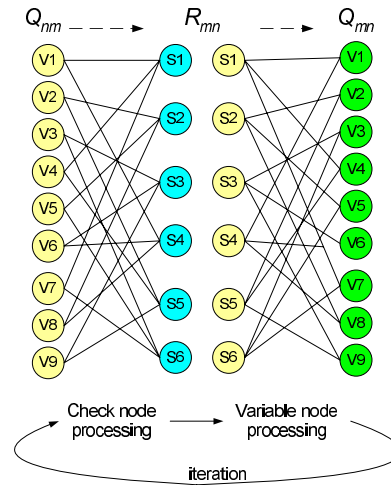 Qnm Rmn Qmn
V1 S1 S1 V1
V2 S2 S2 V2
V3 S3 S3 V3
V4 S4 S4 V4
V5 S5 S5 V5
V6 S6 S6 V6
V7 V7
V8 V8
V9 V9
Check node processing
Variable node processing
iteration